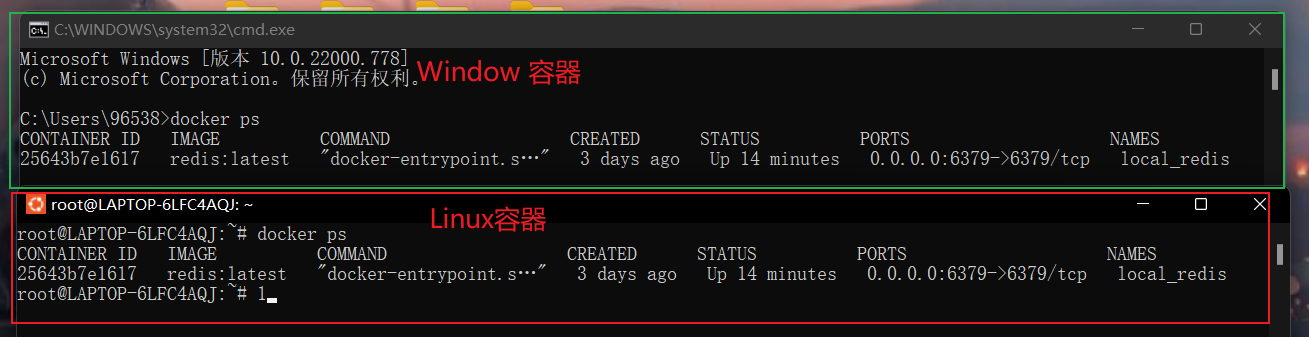 C:\WINDOWS\system32\cmd.exe
Microsoft Windows [版本 10.0.22000.778]
(c) Microsoft Corporation。保留所有权利。
Window 容器
C:\Users\96538>docker ps
CONTAINER ID IMAGE COMMAND CREATED STATUS PORTS NAMES
25643b7e1617 redis:latest "docker-entrypoint.s…" 3 days ago Up 14 minutes 0.0.0.0:6379->6379/tcp local_redis
root@LAPTOP-6LFC4AQJ: ~
Linux容器
root@LAPTOP-6LFC4AQJ:~# docker ps
CONTAINER ID IMAGE COMMAND CREATED STATUS PORTS NAMES
25643b7e1617 redis:latest "docker-entrypoint.s…" 3 days ago Up 14 minutes 0.0.0.0:6379->6379/tcp local_redis
root@LAPTOP-6LFC4AQJ:~# l